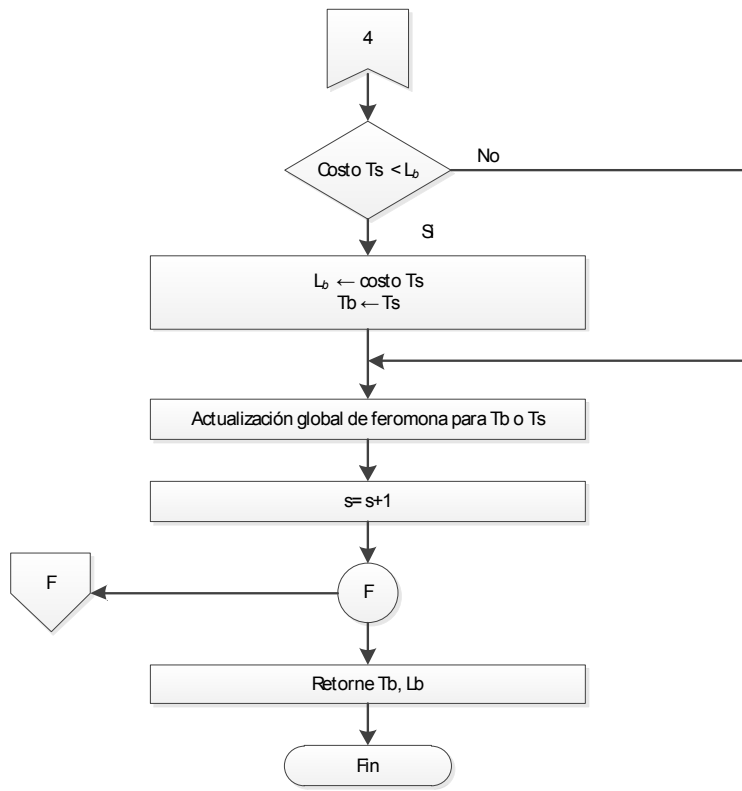 4
Costo Ts < Lb
No
Si
Lb ← costo Ts
Tb ← Ts
Actualización global de feromona para Tb o Ts
s= s+1
F
F
Retorne Tb, Lb
Fin